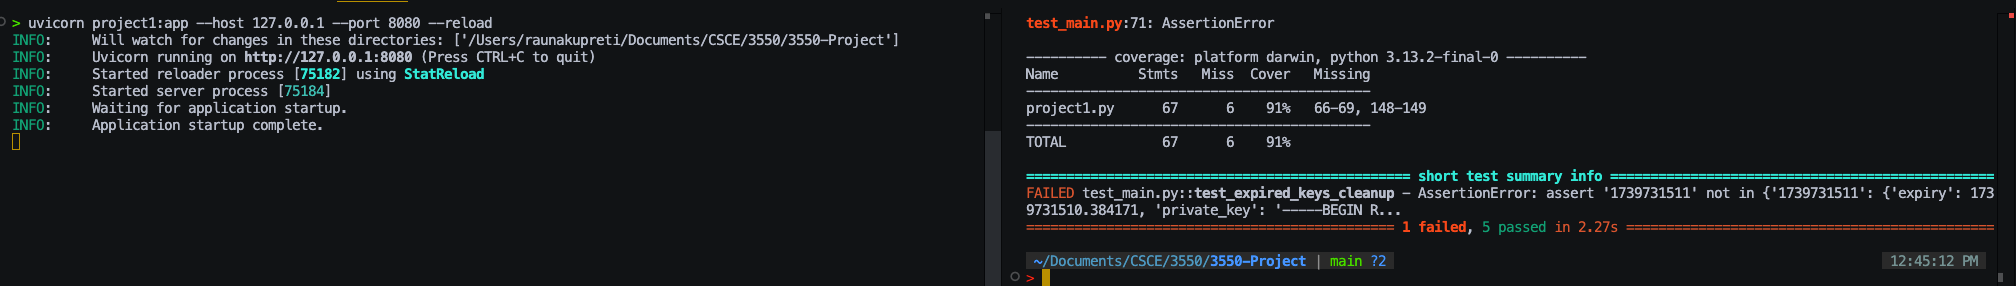 > uvicorn project1:app --host 127.0.0.1 --port 8080 --reload
INFO:     Will watch for changes in these directories: ['/Users/raunakupreti/Documents/CSCE/3550/3550-Project']
INFO:     Uvicorn running on http://127.0.0.1:8080 (Press CTRL+C to quit)
INFO:     Started reloader process [75182] using StatReload
INFO:     Started server process [75184]
INFO:     Waiting for application startup.
INFO:     Application startup complete.
test_main.py:71: AssertionError
---------- coverage: platform darwin, python 3.13.2-final-0 ----------
Name          Stmts   Miss  Cover   Missing
-------------------------------------------
project1.py      67      6    91%   66-69, 148-149
-------------------------------------------
TOTAL            67      6    91%
================================================ short test summary info ================================================
FAILED test_main.py::test_expired_keys_cleanup - AssertionError: assert '1739731511' not in {'1739731511': {'expiry': 173
9731510.384171, 'private_key': '-----BEGIN R...
============================================== 1 failed, 5 passed in 2.27s ==============================================
~/Documents/CSCE/3550/3550-Project | main ?2
12:45:12 PM
>